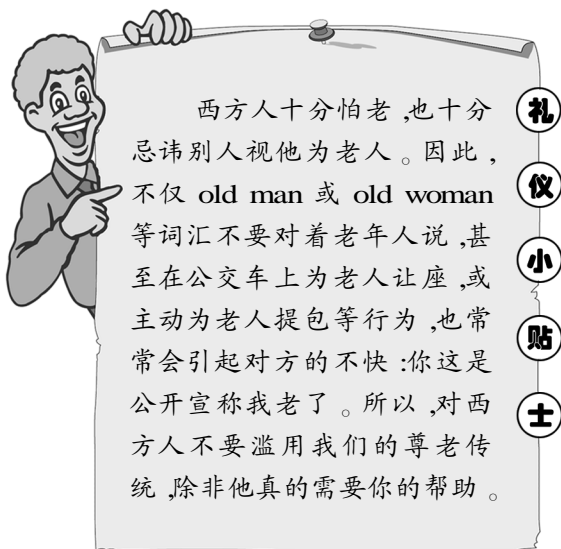 西方人十分怕老,也十分
忌讳别人视他为老人。因此,
不仅 old man 或 old woman
等词汇不要对着老年人说,甚
至在公交车上为老人让座,或
主动为老人提包等行为,也常
常会引起对方的不快:你这是
公开宣称我老了。所以,对西
方人不要滥用我们的尊老传
统,除非他真的需要你的帮助。
礼
仪
小
贴
士